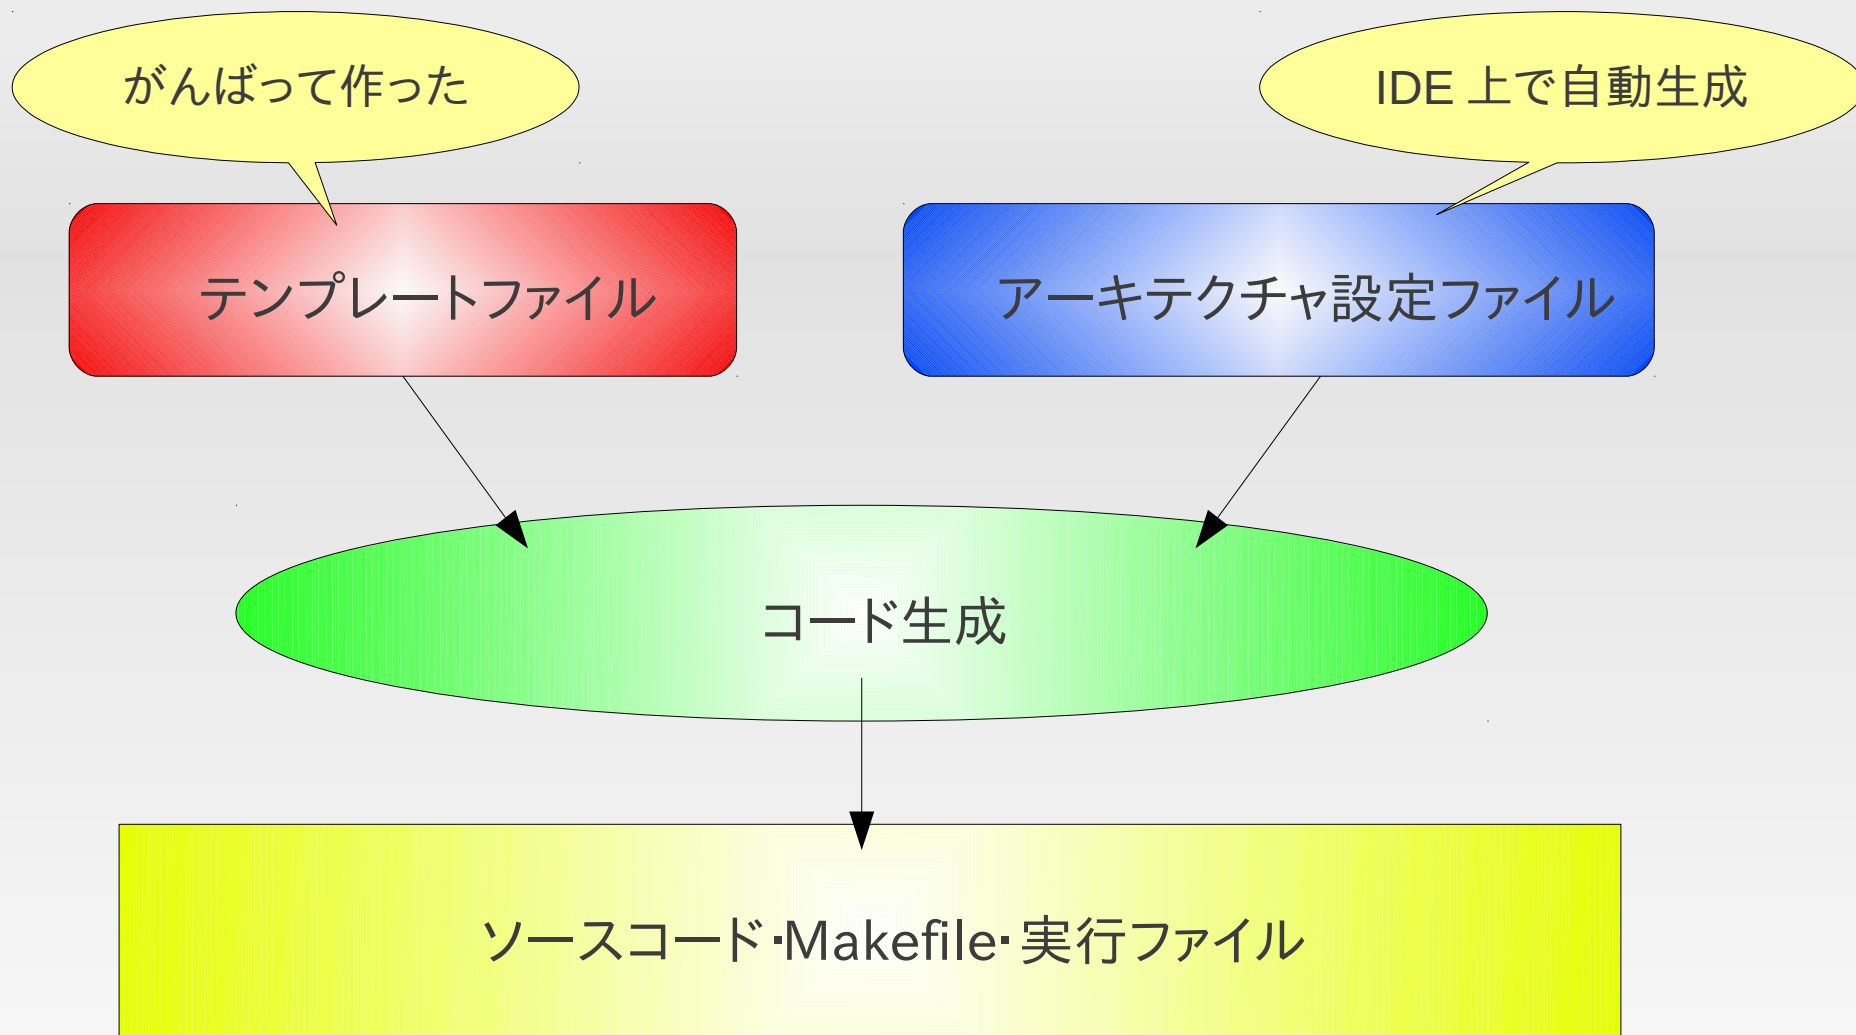 がんばって作った
IDE 上で自動生成
テンプレートファイル
アーキテクチャ設定ファイル
コード生成
ソースコード・Makefile・実行ファイル